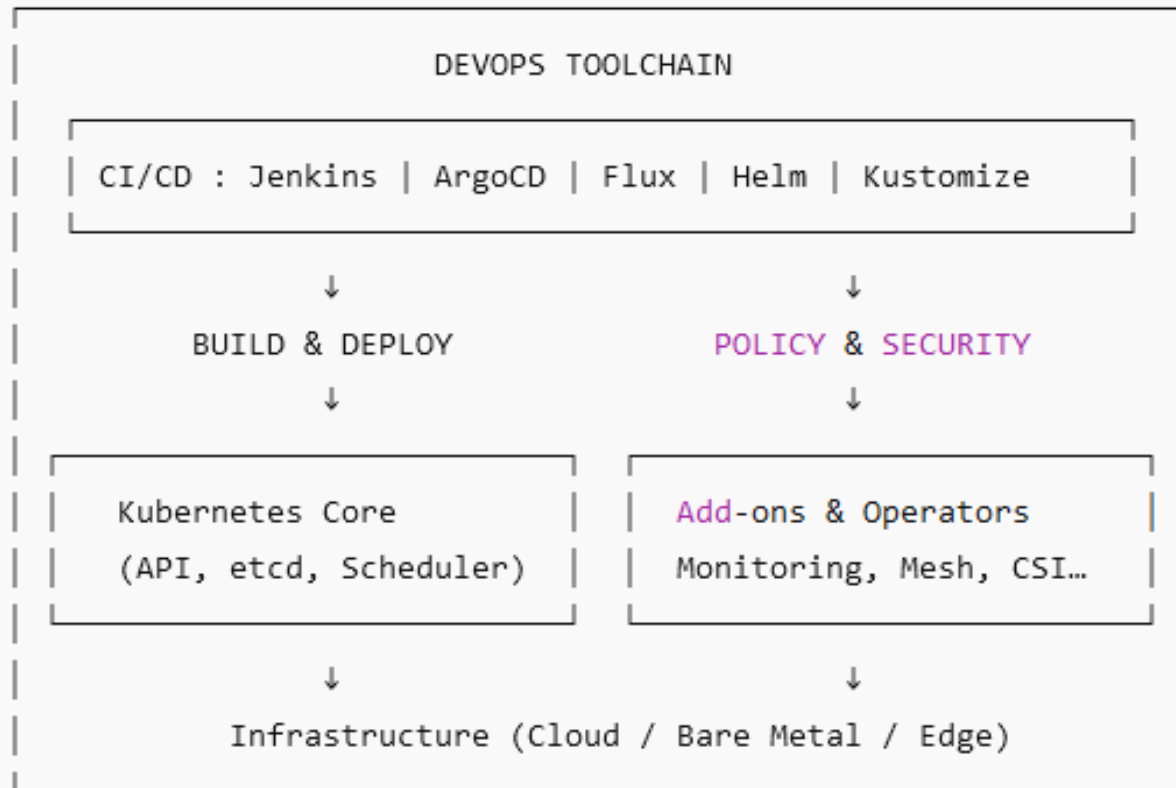 DEVOPS TOOLCHAIN
CI/CD : Jenkins | ArgoCD | Flux | Helm | Kustomize
↓ ↓
BUILD & DEPLOY POLICY & SECURITY
↓ ↓
Kubernetes Core Add-ons & Operators
(API, etcd, Scheduler) Monitoring, Mesh, CSI…
↓ ↓
Infrastructure (Cloud / Bare Metal / Edge)